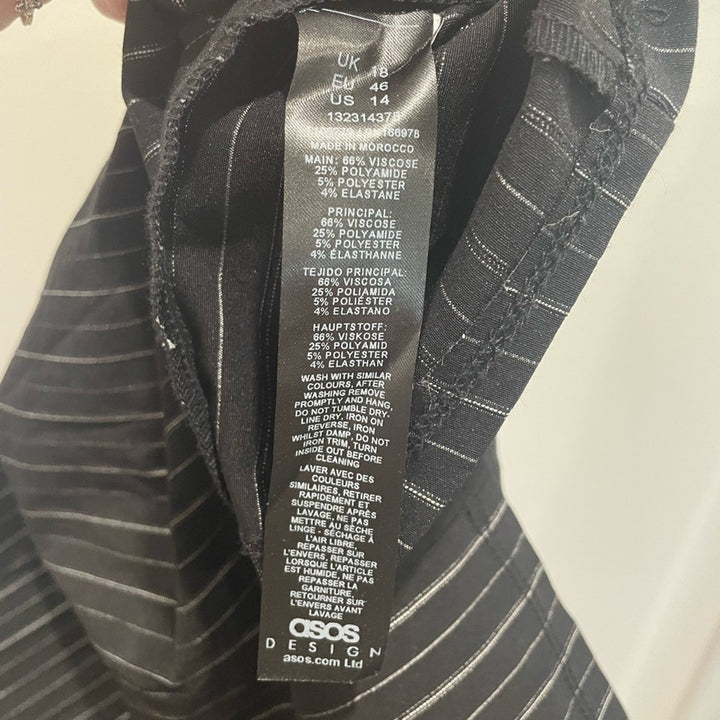 UK 18
EU 46
US 14
132314375
166978
MADE IN MOROCCO
MAIN: 66% VISCOSE
25% POLYAMIDE
5% POLYESTER
4% ELASTANE
PRINCIPAL:
66% VISCOSE
25% POLYAMIDE
5% POLYESTER
4% ÉLASTHANNE
TEJIDO PRINCIPAL:
66% VISCOSA
25% POLIAMIDA
5% POLIÉSTER
4% ELASTANO
HAUPTSTOFF:
66% VISKOSE
25% POLYAMID
5% POLYESTER
4% ELASTHAN
WASH WITH SIMILAR
COLOURS, AFTER
WASHING REMOVE
PROMPTLY AND HANG,
DO NOT TUMBLE DRY-
LINE DRY, IRON ON
REVERSE, IRON
WHILST DAMP, DO NOT
IRON TRIM, TURN
INSIDE OUT BEFORE
CLEANING
LAVER AVEC DES
COULEURS
SIMILAIRES, RETIRER
RAPIDEMENT ET
SUSPENDRE APRÈS
LAVAGE, NE PAS
METTRE AU SÈCHE
LINGE - SÉCHAGE À
L'AIR LIBRE,
REPASSER SUR
L'ENVERS, REPASSER
LORSQUE L'ARTICLE
EST HUMIDE, NE PAS
REPASSER LA
GARNITURE,
RETOURNER SUR
L'ENVERS AVANT
LAVAGE
asos
DESIGN
asos.com Ltd